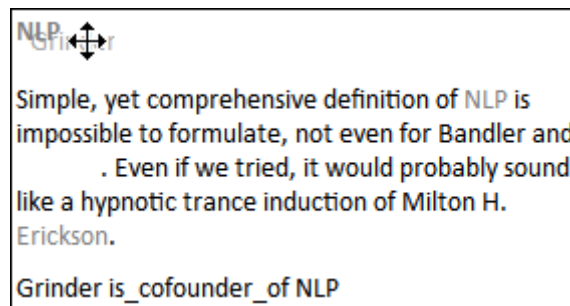 NLP
Grinder
Simple, yet comprehensive definition of NLP is
impossible to formulate, not even for Bandler and
. Even if we tried, it would probably sound
like a hypnotic trance induction of Milton H.
Erickson.
Grinder is_cofounder_of NLP